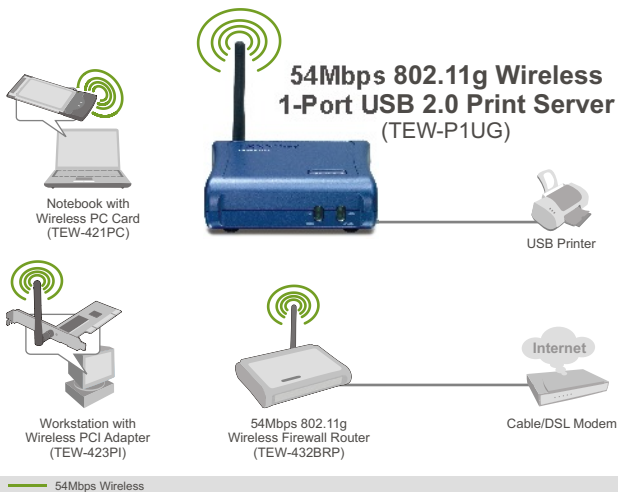 54Mbps 802.11g Wireless
1-Port USB 2.0 Print Server
(TEW-P1UG)
Notebook with
Wireless PC Card
(TEW-421PC)
USB Printer
Workstation with
Wireless PCI Adapter
(TEW-423PI)
54Mbps 802.11g
Wireless Firewall Router
(TEW-432BRP)
Internet
Cable/DSL Modem
54Mbps Wireless